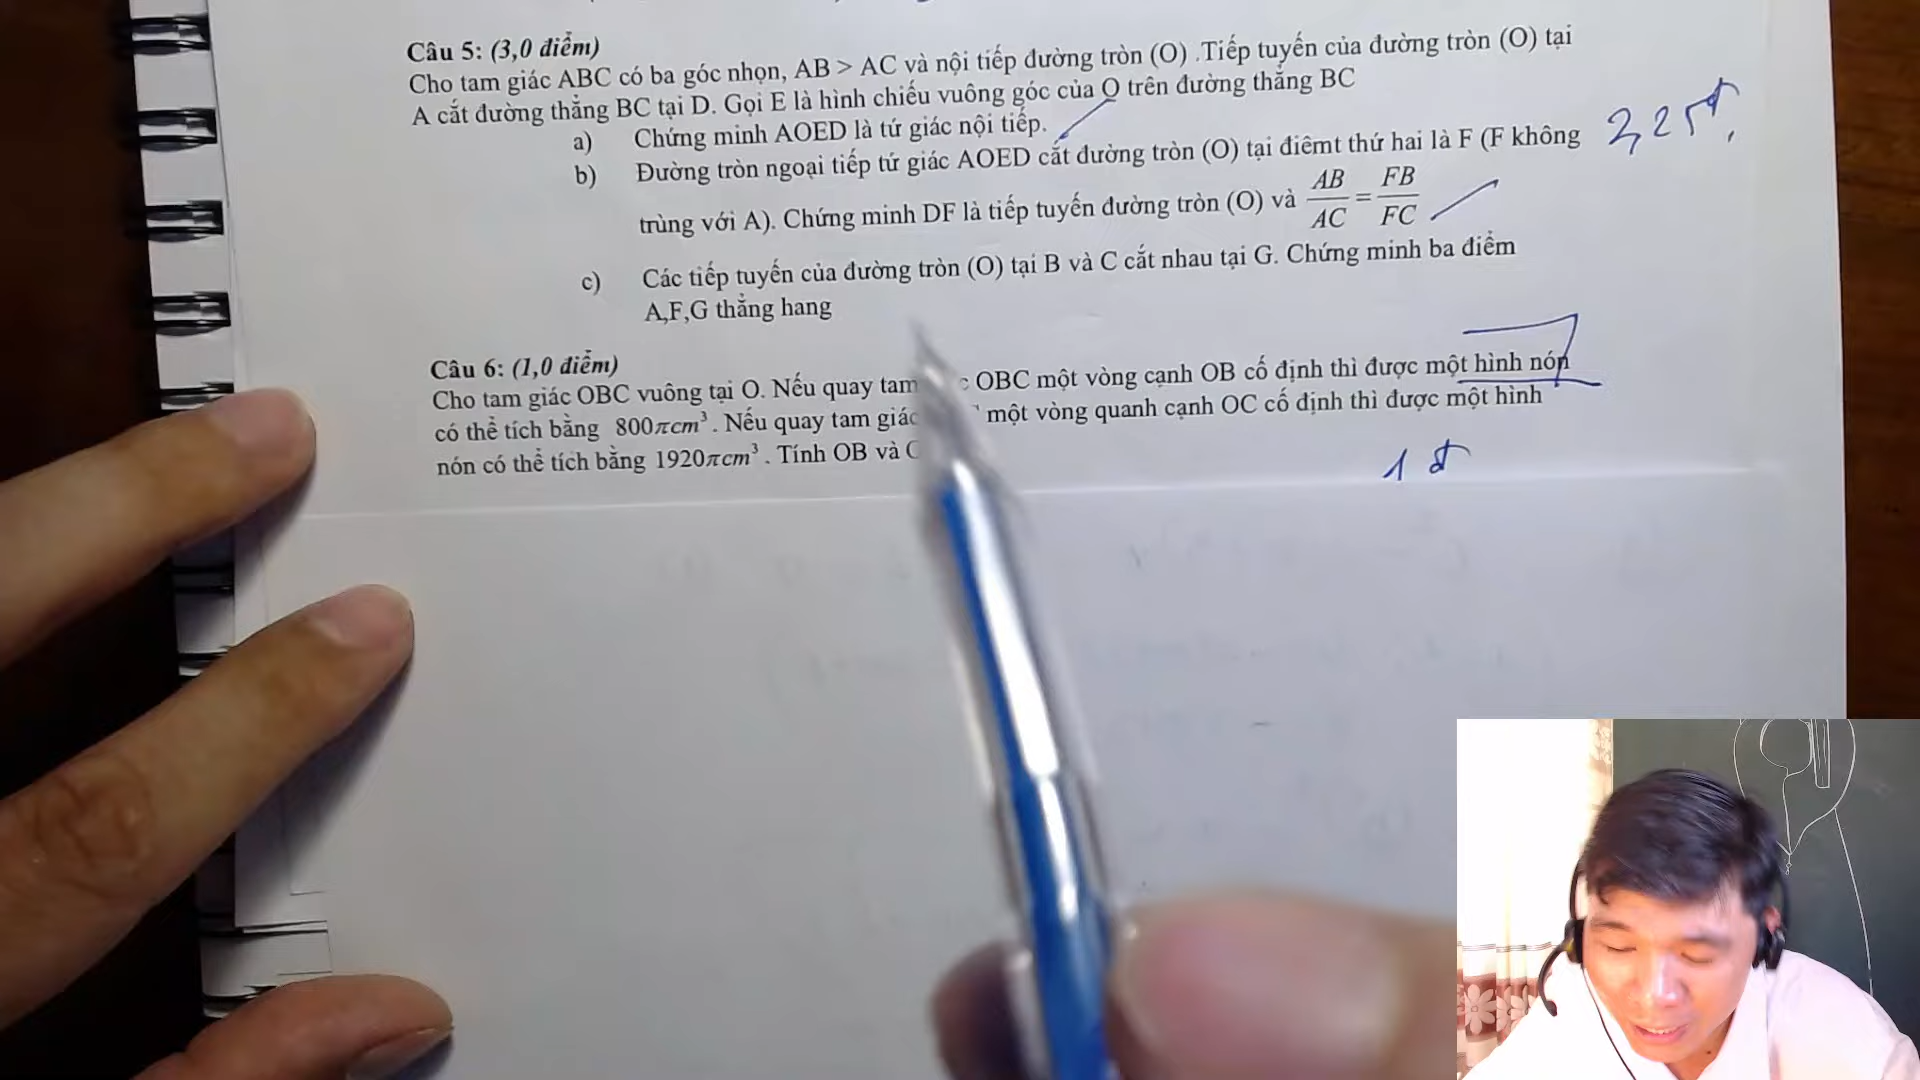 Câu 5: (3,0 điểm)
Cho tam giác ABC có ba góc nhọn, AB > AC và nội tiếp đường tròn (O) .Tiếp tuyến của đường tròn (O) tại
A cắt đường thẳng BC tại D. Gọi E là hình chiếu vuông góc của O trên đường thẳng BC
a) Chứng minh AOED là tứ giác nội tiếp.
b) Đường tròn ngoại tiếp tứ giác AOED cắt đường tròn (O) tại điêmt thứ hai là F (F không
trùng với A). Chứng minh DF là tiếp tuyến đường tròn (O) và AB/AC = FB/FC
c) Các tiếp tuyến của đường tròn (O) tại B và C cắt nhau tại G. Chứng minh ba điểm
A,F,G thẳng hang
Câu 6: (1,0 điểm)
Cho tam giác OBC vuông tại O. Nếu quay tam OBC một vòng cạnh OB cố định thì được một hình nón
có thể tích bằng 800πcm³. Nếu quay tam giác một vòng quanh cạnh OC cố định thì được một hình
nón có thể tích bằng 1920πcm³. Tính OB và
1 đ